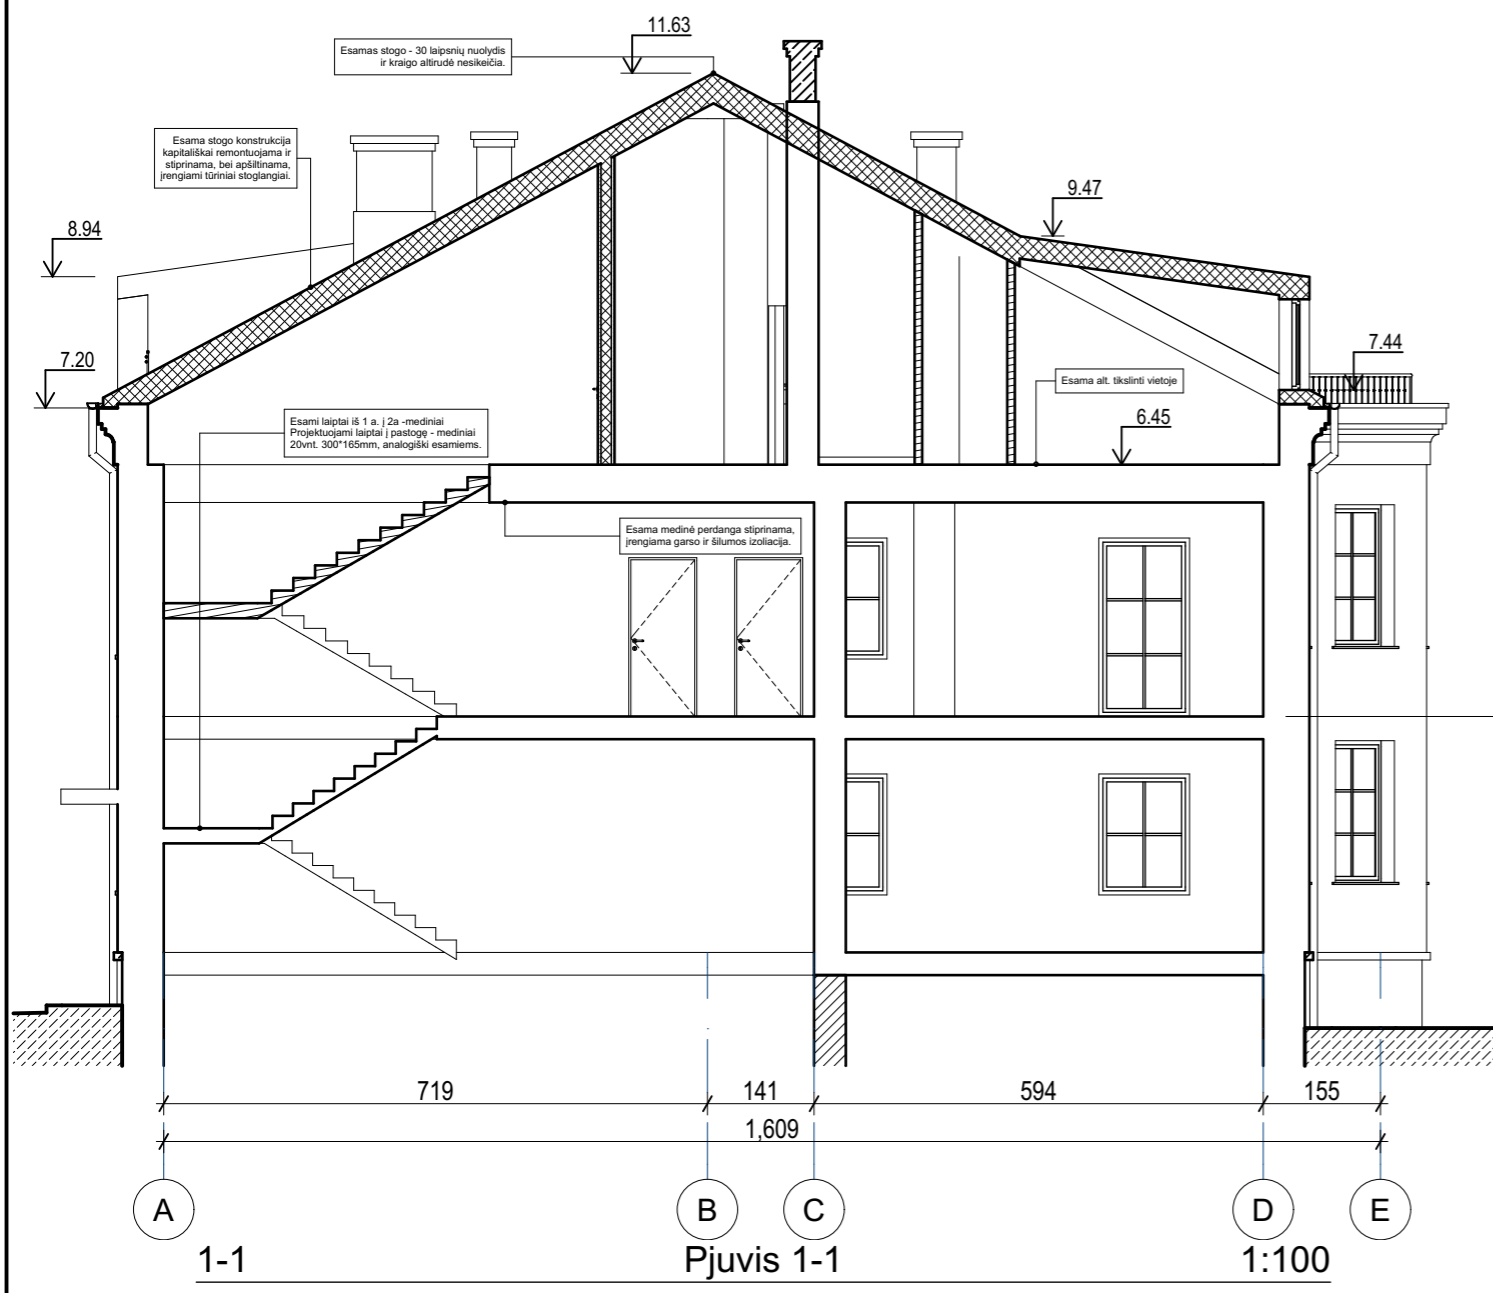 11.63
Esamas stogo - 30 laipsnių nuolydis
ir kraigo altirudė nesikeičia.
Esama stogo konstrukcija
kapitališkai remontuojama ir
stiprinama, bei apšiltinama,
įrengiami tūriniai stoglangiai.
9.47
8.94
7.20
7.44
Esama alt. tikslinti vietoje
Esami laiptai iš 1 a. į 2a -mediniai
Projektuojami laiptai į pastogę - mediniai
20vnt. 300*165mm, analogiški esamiems.
6.45
Esama medinė perdanga stiprinama,
įrengiama garso ir šilumos izoliacija.
719 141 594 155
1,609
A B C D E
1-1 Pjuvis 1-1 1:100